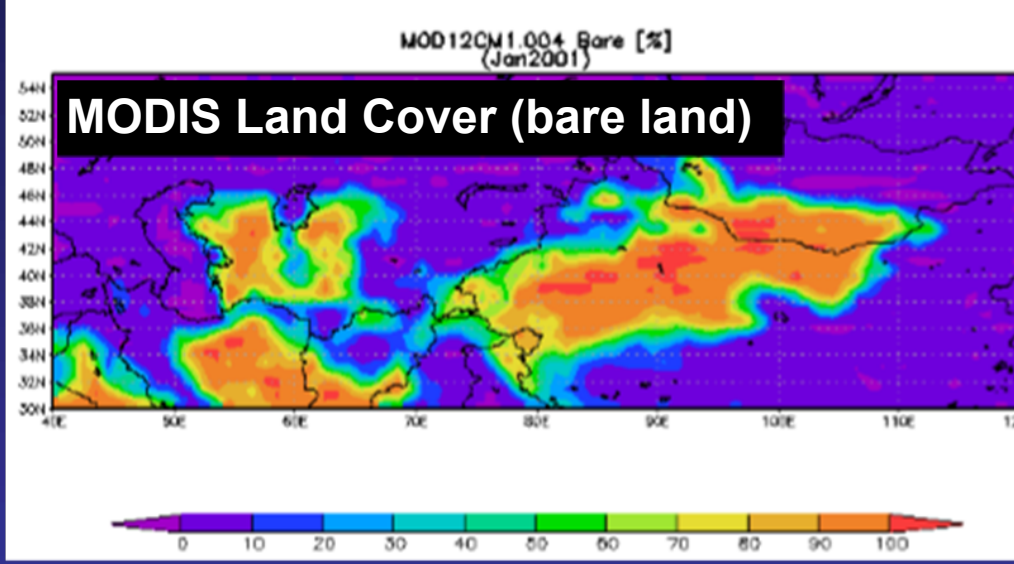 MOD12CM1.004 Bare [%]
(Jan2001)
MODIS Land Cover (bare land)
54N
52N
50N
48N
46N
44N
42N
40N
38N
36N
34N
32N
30N
40E 50E 60E 70E 80E 90E 100E 110E
0 10 20 30 40 50 60 70 80 90 100